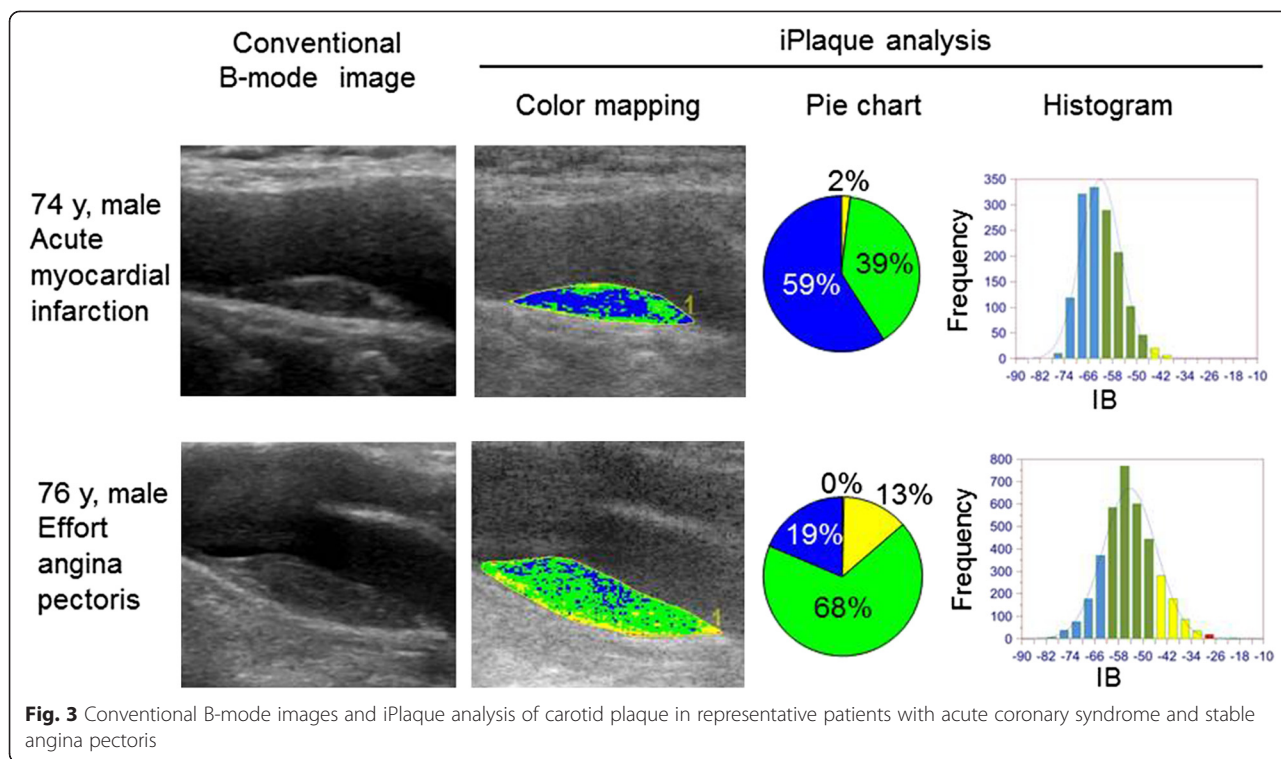 Conventional
B-mode image
iPlaque analysis
Color mapping
Pie chart
Histogram
74 y, male
Acute
myocardial
infarction
1
2%
39%
59%
Frequency
350
300
250
200
150
100
50
0
-90 -82 -74 -66 -58 -50 -42 -34 -26 -18 -10
IB
76 y, male
Effort
angina
pectoris
1
0%
13%
19%
68%
Frequency
800
700
600
500
400
300
200
100
0
-90 -82 -74 -66 -58 -50 -42 -34 -26 -18 -10
IB
Fig. 3 Conventional B-mode images and iPlaque analysis of carotid plaque in representative patients with acute coronary syndrome and stable
angina pectoris